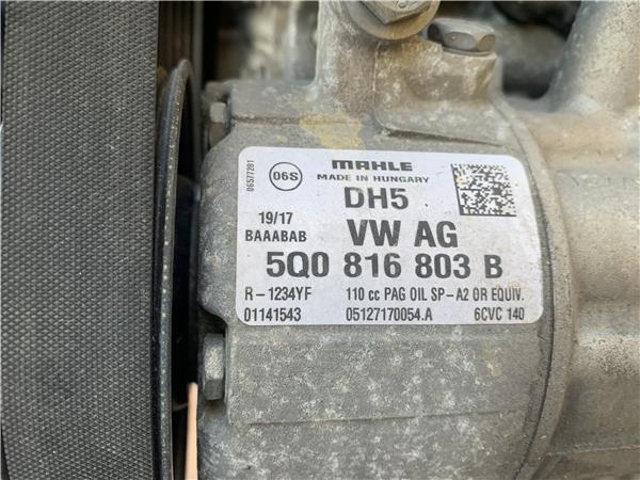 06S77281
06S
MAHLE
MADE IN HUNGARY
DH5
19/17
BAAABAB
VW AG
5Q0 816 803 B
R-1234YF
110 cc PAG OIL SP-A2 OR EQUIV.
01141543
05127170054.A
6CVC 140